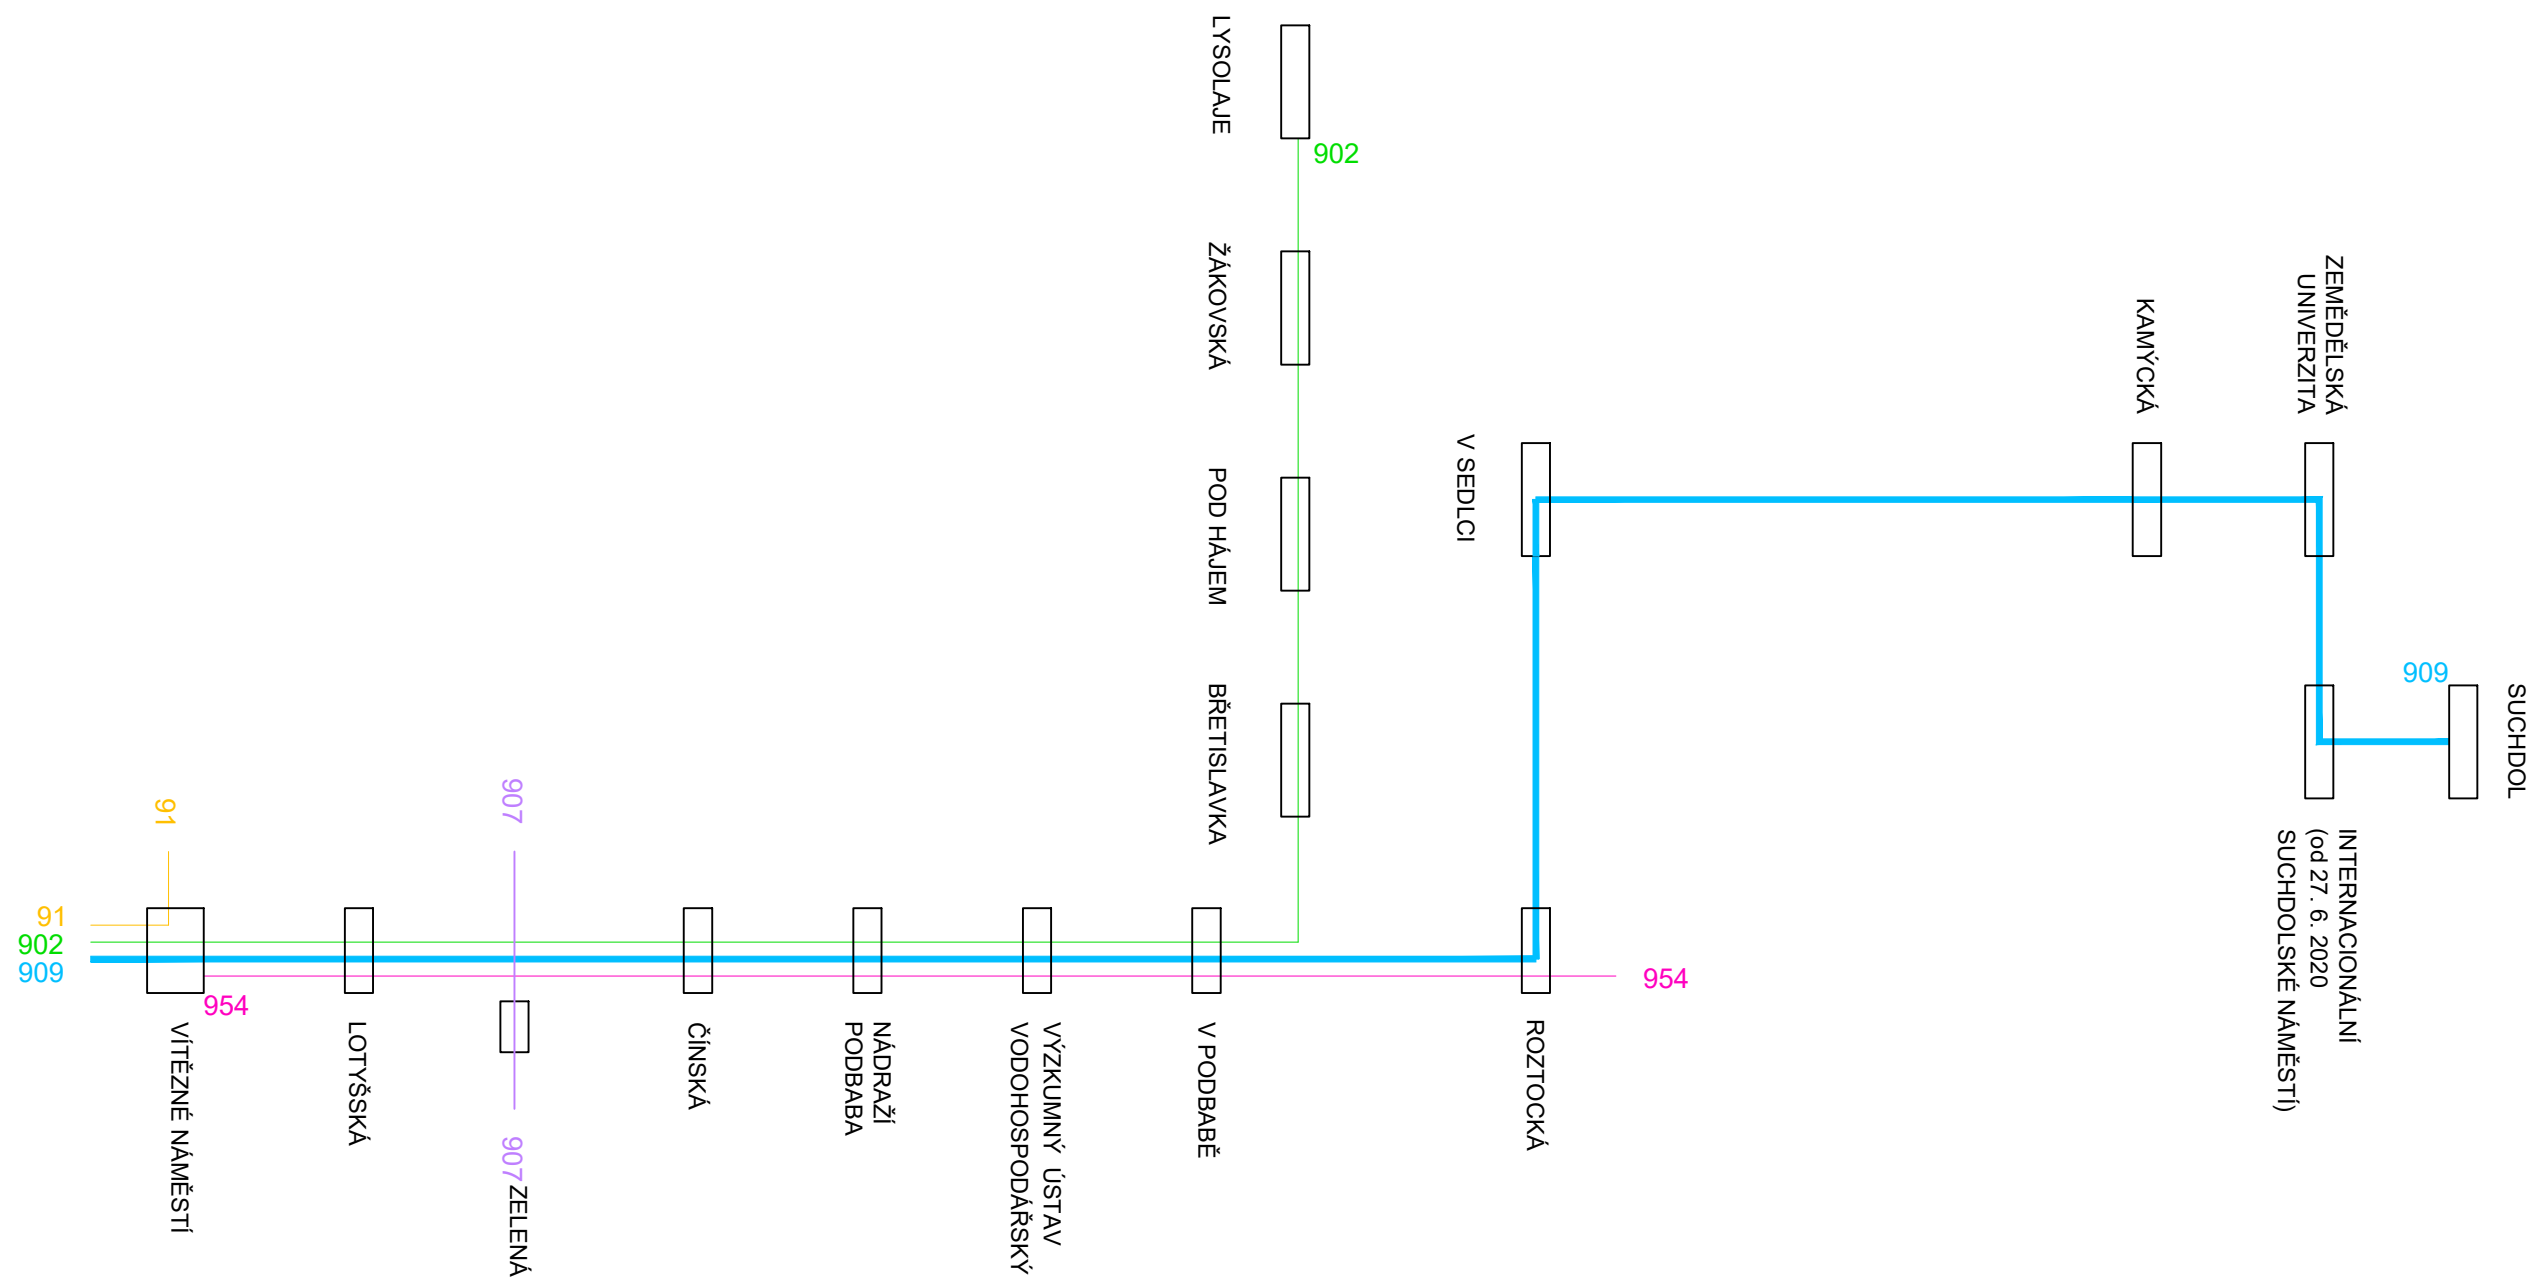 LYSOLAJE
902
ŽÁKOVSKÁ
POD HÁJEM
BŘETISLAVKA
V SEDLCI
KAMÝCKÁ
ZEMĚDĚLSKÁ
UNIVERZITA
909
SUCHDOL
INTERNACIONÁLNÍ
(od 27. 6. 2020
SUCHDOLSKÉ NÁMĚSTÍ)
91
907
91
902
909
954
954
VÍTĚZNÉ NÁMĚSTÍ
LOTYŠSKÁ
907
ZELENÁ
ČÍNSKÁ
NÁDRAŽÍ
PODBABA
VÝZKUMNÝ ÚSTAV
VODOHOSPODÁŘSKÝ
V PODBABĚ
ROZTOCKÁ